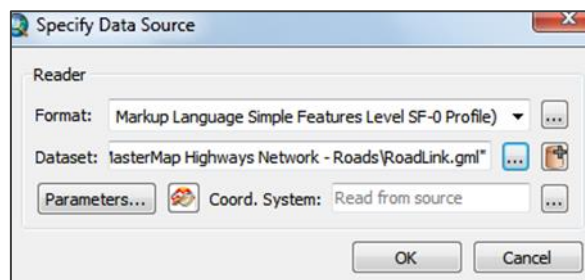 Specify Data Source
Reader
Format: Markup Language Simple Features Level SF-0 Profile) ...
Dataset: MasterMap Highways Network - Roads\RoadLink.gml" ...
Parameters... Coord. System: Read from source ...
OK Cancel